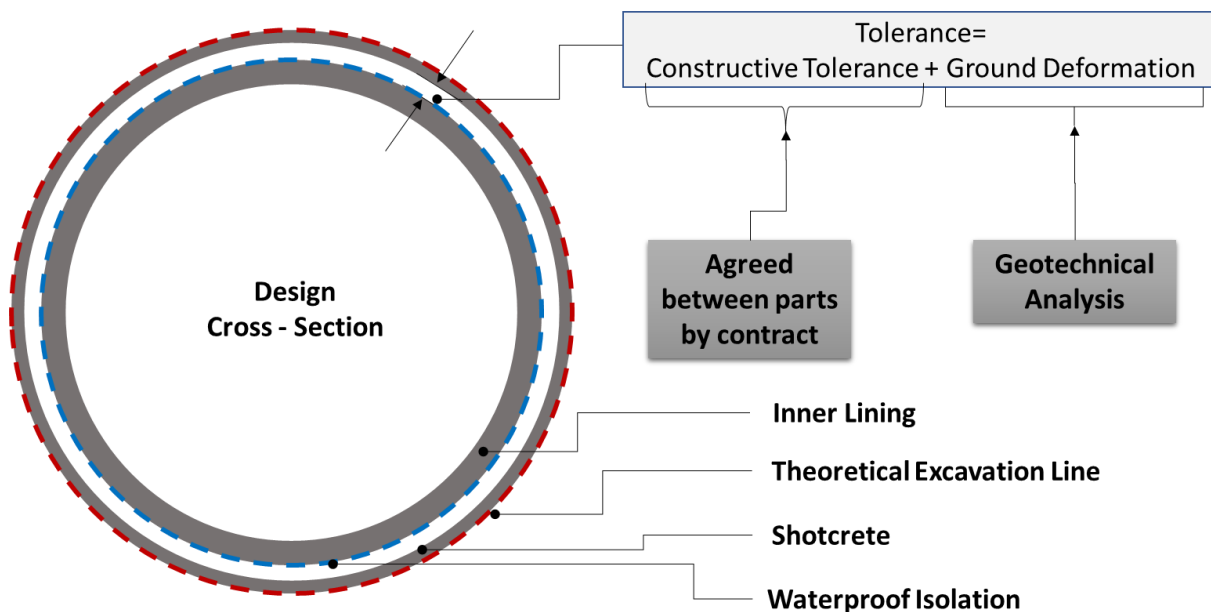 Tolerance=
Constructive Tolerance + Ground Deformation
Agreed
between parts
by contract
Geotechnical
Analysis
Design
Cross - Section
Inner Lining
Theoretical Excavation Line
Shotcrete
Waterproof Isolation